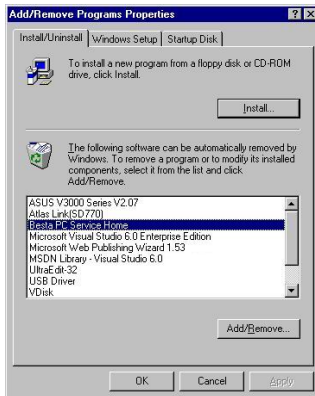 Add/Remove Programs Properties
Install/Uninstall Windows Setup Startup Disk
To install a new program from a floppy disk or CD-ROM
drive, click Install.
Install...
The following software can be automatically removed by
Windows. To remove a program or to modify its installed
components, select it from the list and click
Add/Remove.
ASUS V3000 Series V2.07
Atlas Link(SD770)
Besta PC Service Home
Microsoft Visual Studio 6.0 Enterprise Edition
Microsoft Web Publishing Wizard 1.53
MSDN Library - Visual Studio 6.0
UltraEdit-32
USB Driver
VDisk
Add/Remove...
OK Cancel Apply